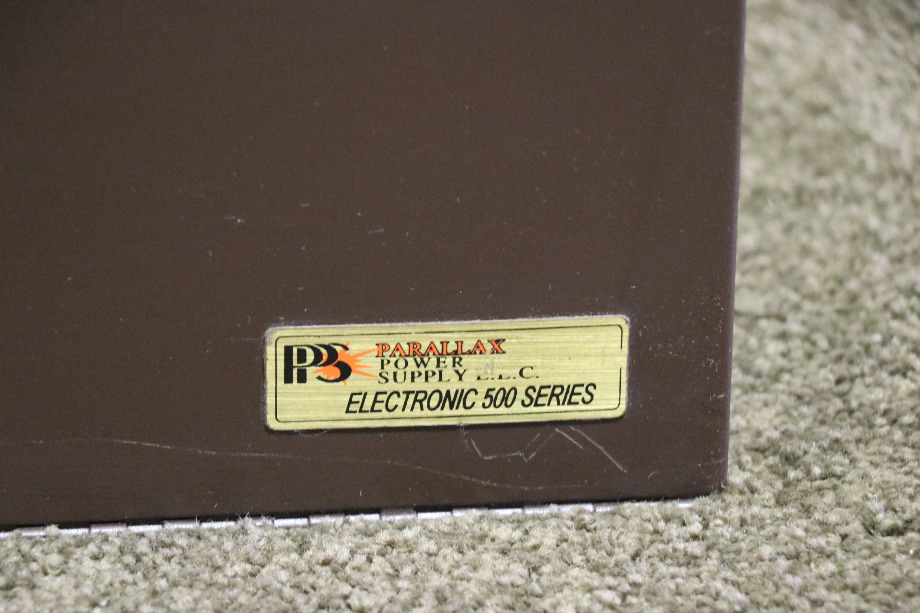 PPS PARALLAX
POWER
SUPPLY L.L.C.
ELECTRONIC 500 SERIES